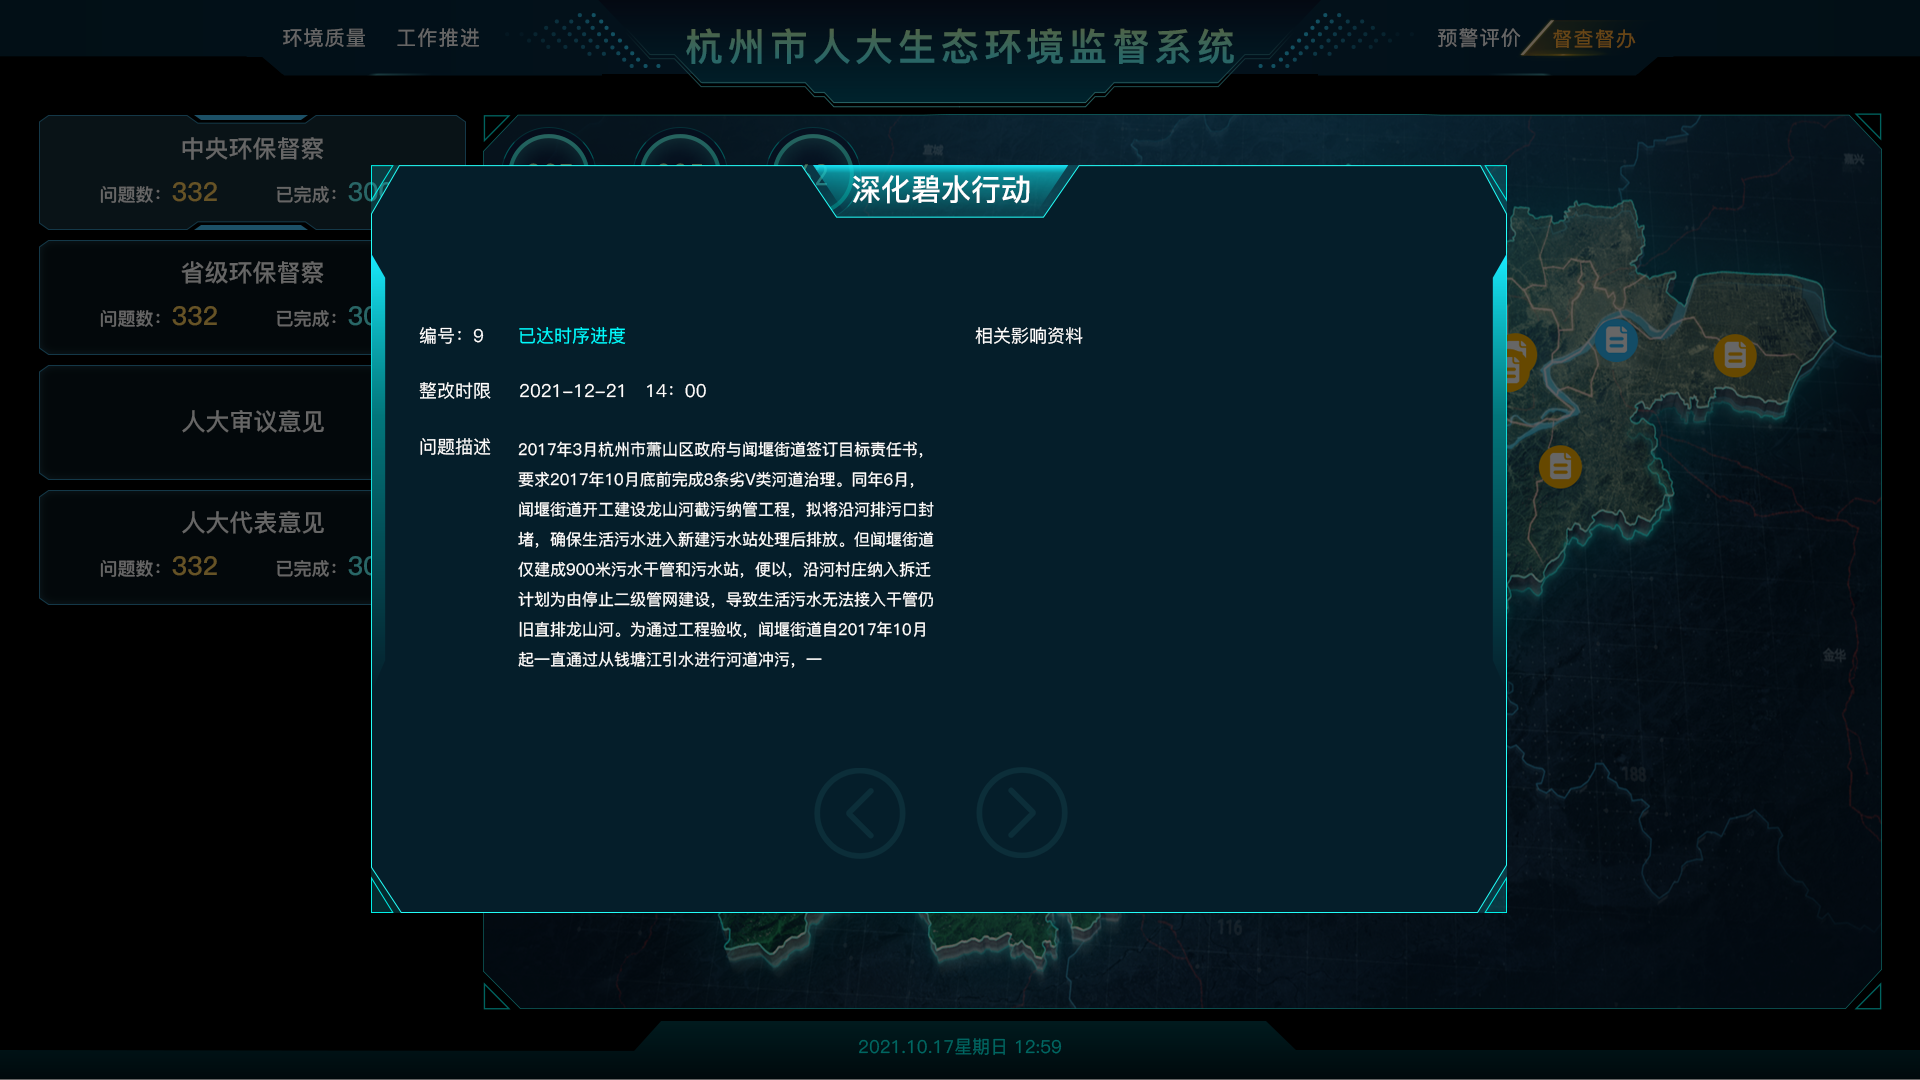 环境质量
工作推进
杭州市人大生态环境监督系统
预警评价
督查督办
中央环保督察
问题数：332
已完成：30
省级环保督察
问题数：332
已完成：30
人大审议意见
人大代表意见
问题数：332
已完成：30
深化碧水行动
编号：9
已达时序进度
整改时限
2021-12-21 14：00
问题描述
2017年3月杭州市萧山区政府与闻堰街道签订目标责任书，
要求2017年10月底前完成8条劣V类河道治理。同年6月，
闻堰街道开工建设龙山河截污纳管工程，拟将沿河排污口封
堵，确保生活污水进入新建污水站处理后排放。但闻堰街道
仅建成900米污水干管和污水站，便以，沿河村庄纳入拆迁
计划为由停止二级管网建设，导致生活污水无法接入干管仍
旧直排龙山河。为通过工程验收，闻堰街道自2017年10月
起一直通过从钱塘江引水进行河道冲污，一
相关影响资料
嘉兴
金华
188
116
2021.10.17星期日 12:59